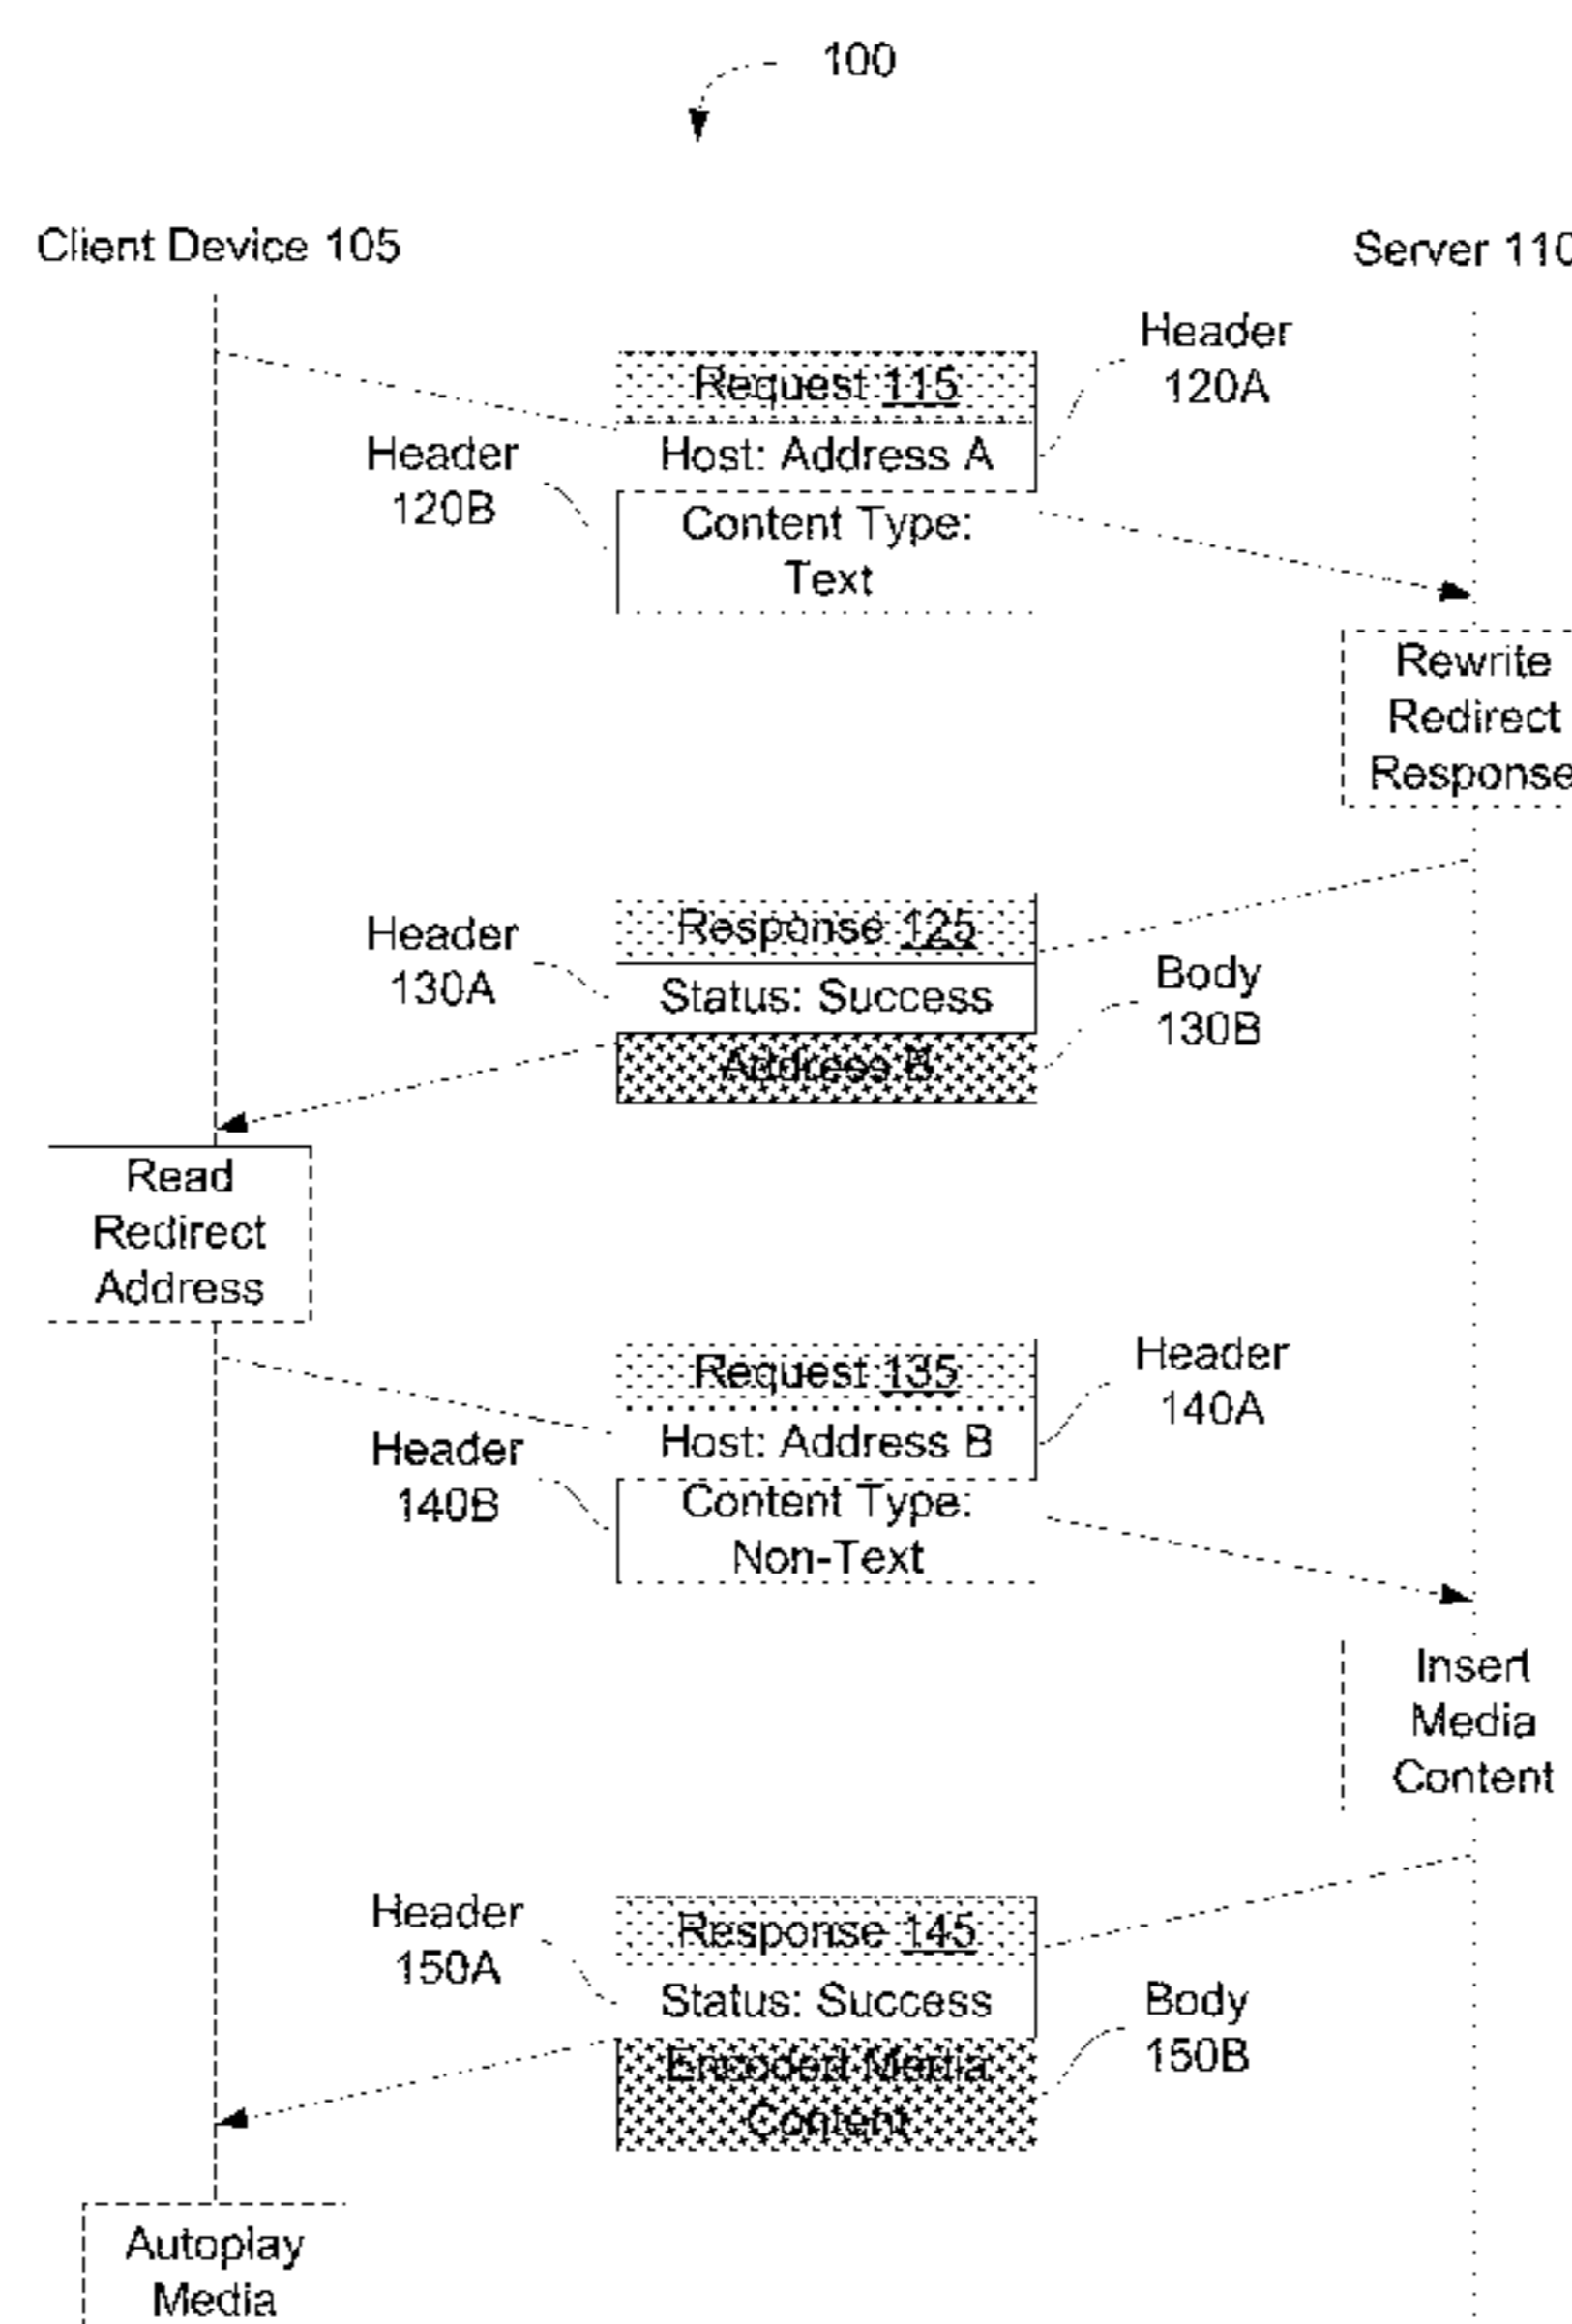 100
Client Device 105
Server 110
Header
120A
Request 115
Host: Address A
Header
120B
Content Type:
Text
Rewrite
Redirect
Response
Header
130A
Response 125
Status: Success
Address B
Body
130B
Read
Redirect
Address
Header
140A
Request 135
Host: Address B
Header
140B
Content Type:
Non-Text
Insert
Media
Content
Header
150A
Response 145
Status: Success
Encoded Media
Content
Body
150B
Autoplay
Media